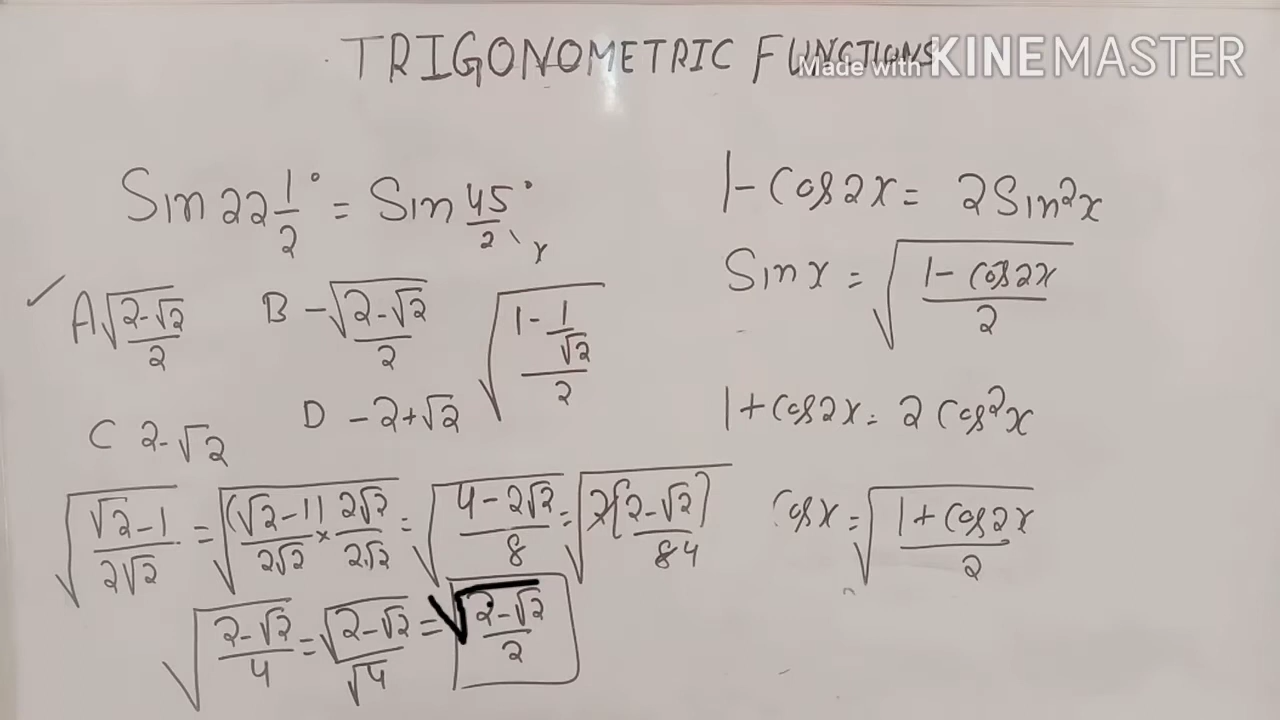 TRIGONOMETRIC FUNCTIONS
Made with KINEMASTER
Sin 22 1/2° = Sin 45°/2
x
A √(2-√2)/2 B -√(2-√2)/2
√((1 - 1/√2)/2)
C 2-√2 D -2+√2
√((√2-1)/(2√2)) = √((√2-1)/(2√2) × 2√2/(2√2)) = √((4-2√2)/8) = √(2(2-√2)/8 4)
√((2-√2)/4) = √(2-√2)/√4 = √(2-√2)/2
1 - Cos 2x = 2 Sin²x
Sin x = √((1 - Cos 2x)/2)
1 + Cos 2x = 2 Cos²x
Cos x = √((1 + Cos 2x)/2)